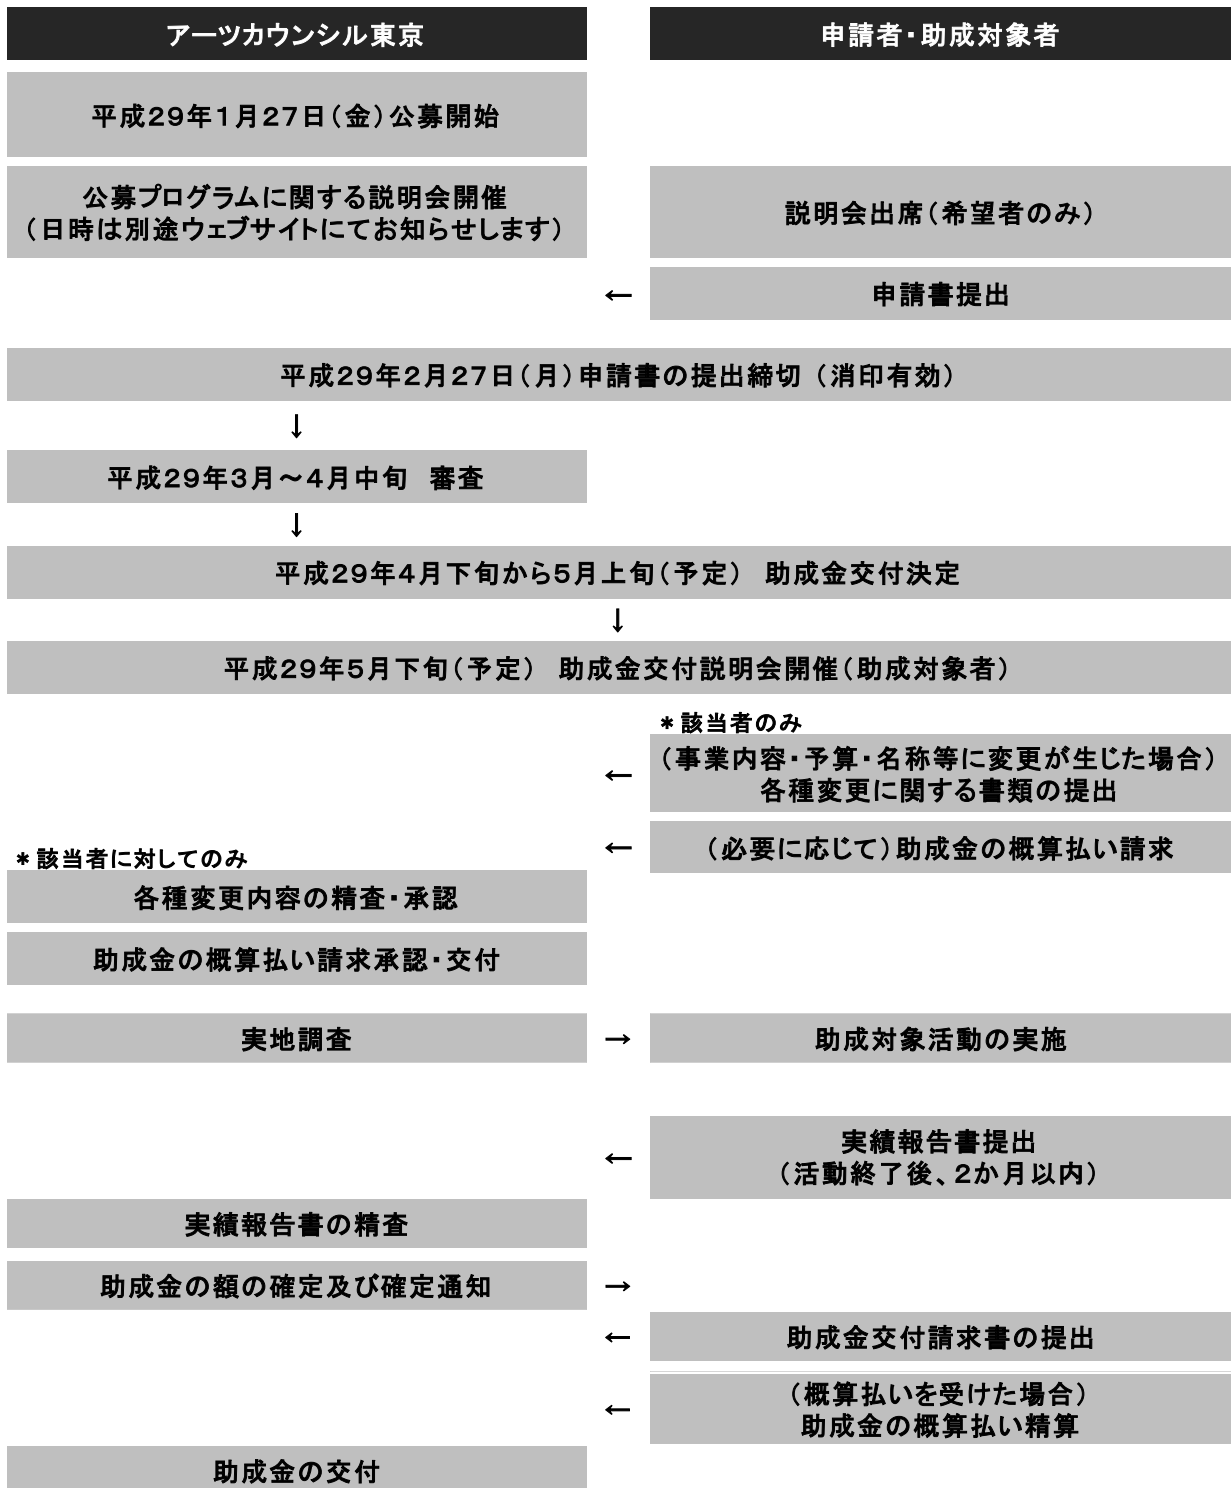 アーツカウンシル東京
申請者・助成対象者
平成29年1月27日（金）公募開始
公募プログラムに関する説明会開催
（日時は別途ウェブサイトにてお知らせします）
説明会出席（希望者のみ）
←
申請書提出
平成29年2月27日（月）申請書の提出締切（消印有効）
↓
平成29年3月～4月中旬　審査
↓
平成29年4月下旬から5月上旬（予定）　助成金交付決定
↓
平成29年5月下旬（予定）　助成金交付説明会開催（助成対象者）
＊該当者のみ
←
（事業内容・予算・名称等に変更が生じた場合）
各種変更に関する書類の提出
←
（必要に応じて）助成金の概算払い請求
＊該当者に対してのみ
各種変更内容の精査・承認
助成金の概算払い請求承認・交付
実地調査
→
助成対象活動の実施
←
実績報告書提出
（活動終了後、2か月以内）
実績報告書の精査
助成金の額の確定及び確定通知
→
←
助成金交付請求書の提出
←
（概算払いを受けた場合）
助成金の概算払い精算
助成金の交付